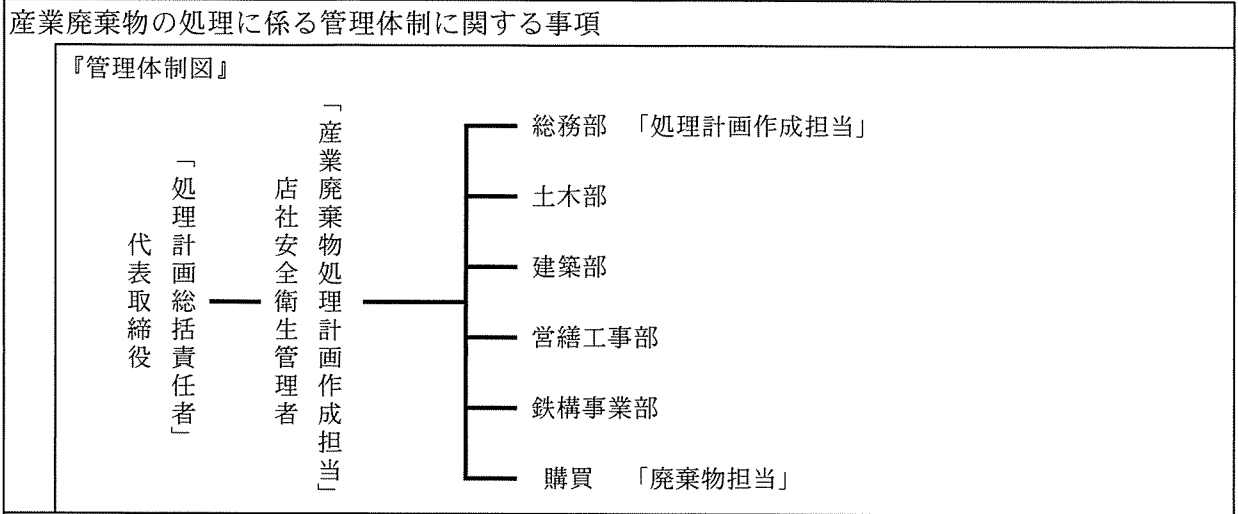 産業廃棄物の処理に係る管理体制に関する事項
『管理体制図』
「処理計画総括責任者」
代表取締役
「産業廃棄物処理計画作成担当」
店社安全衛生管理者
総務部 「処理計画作成担当」
土木部
建築部
営繕工事部
鉄構事業部
購買 「廃棄物担当」